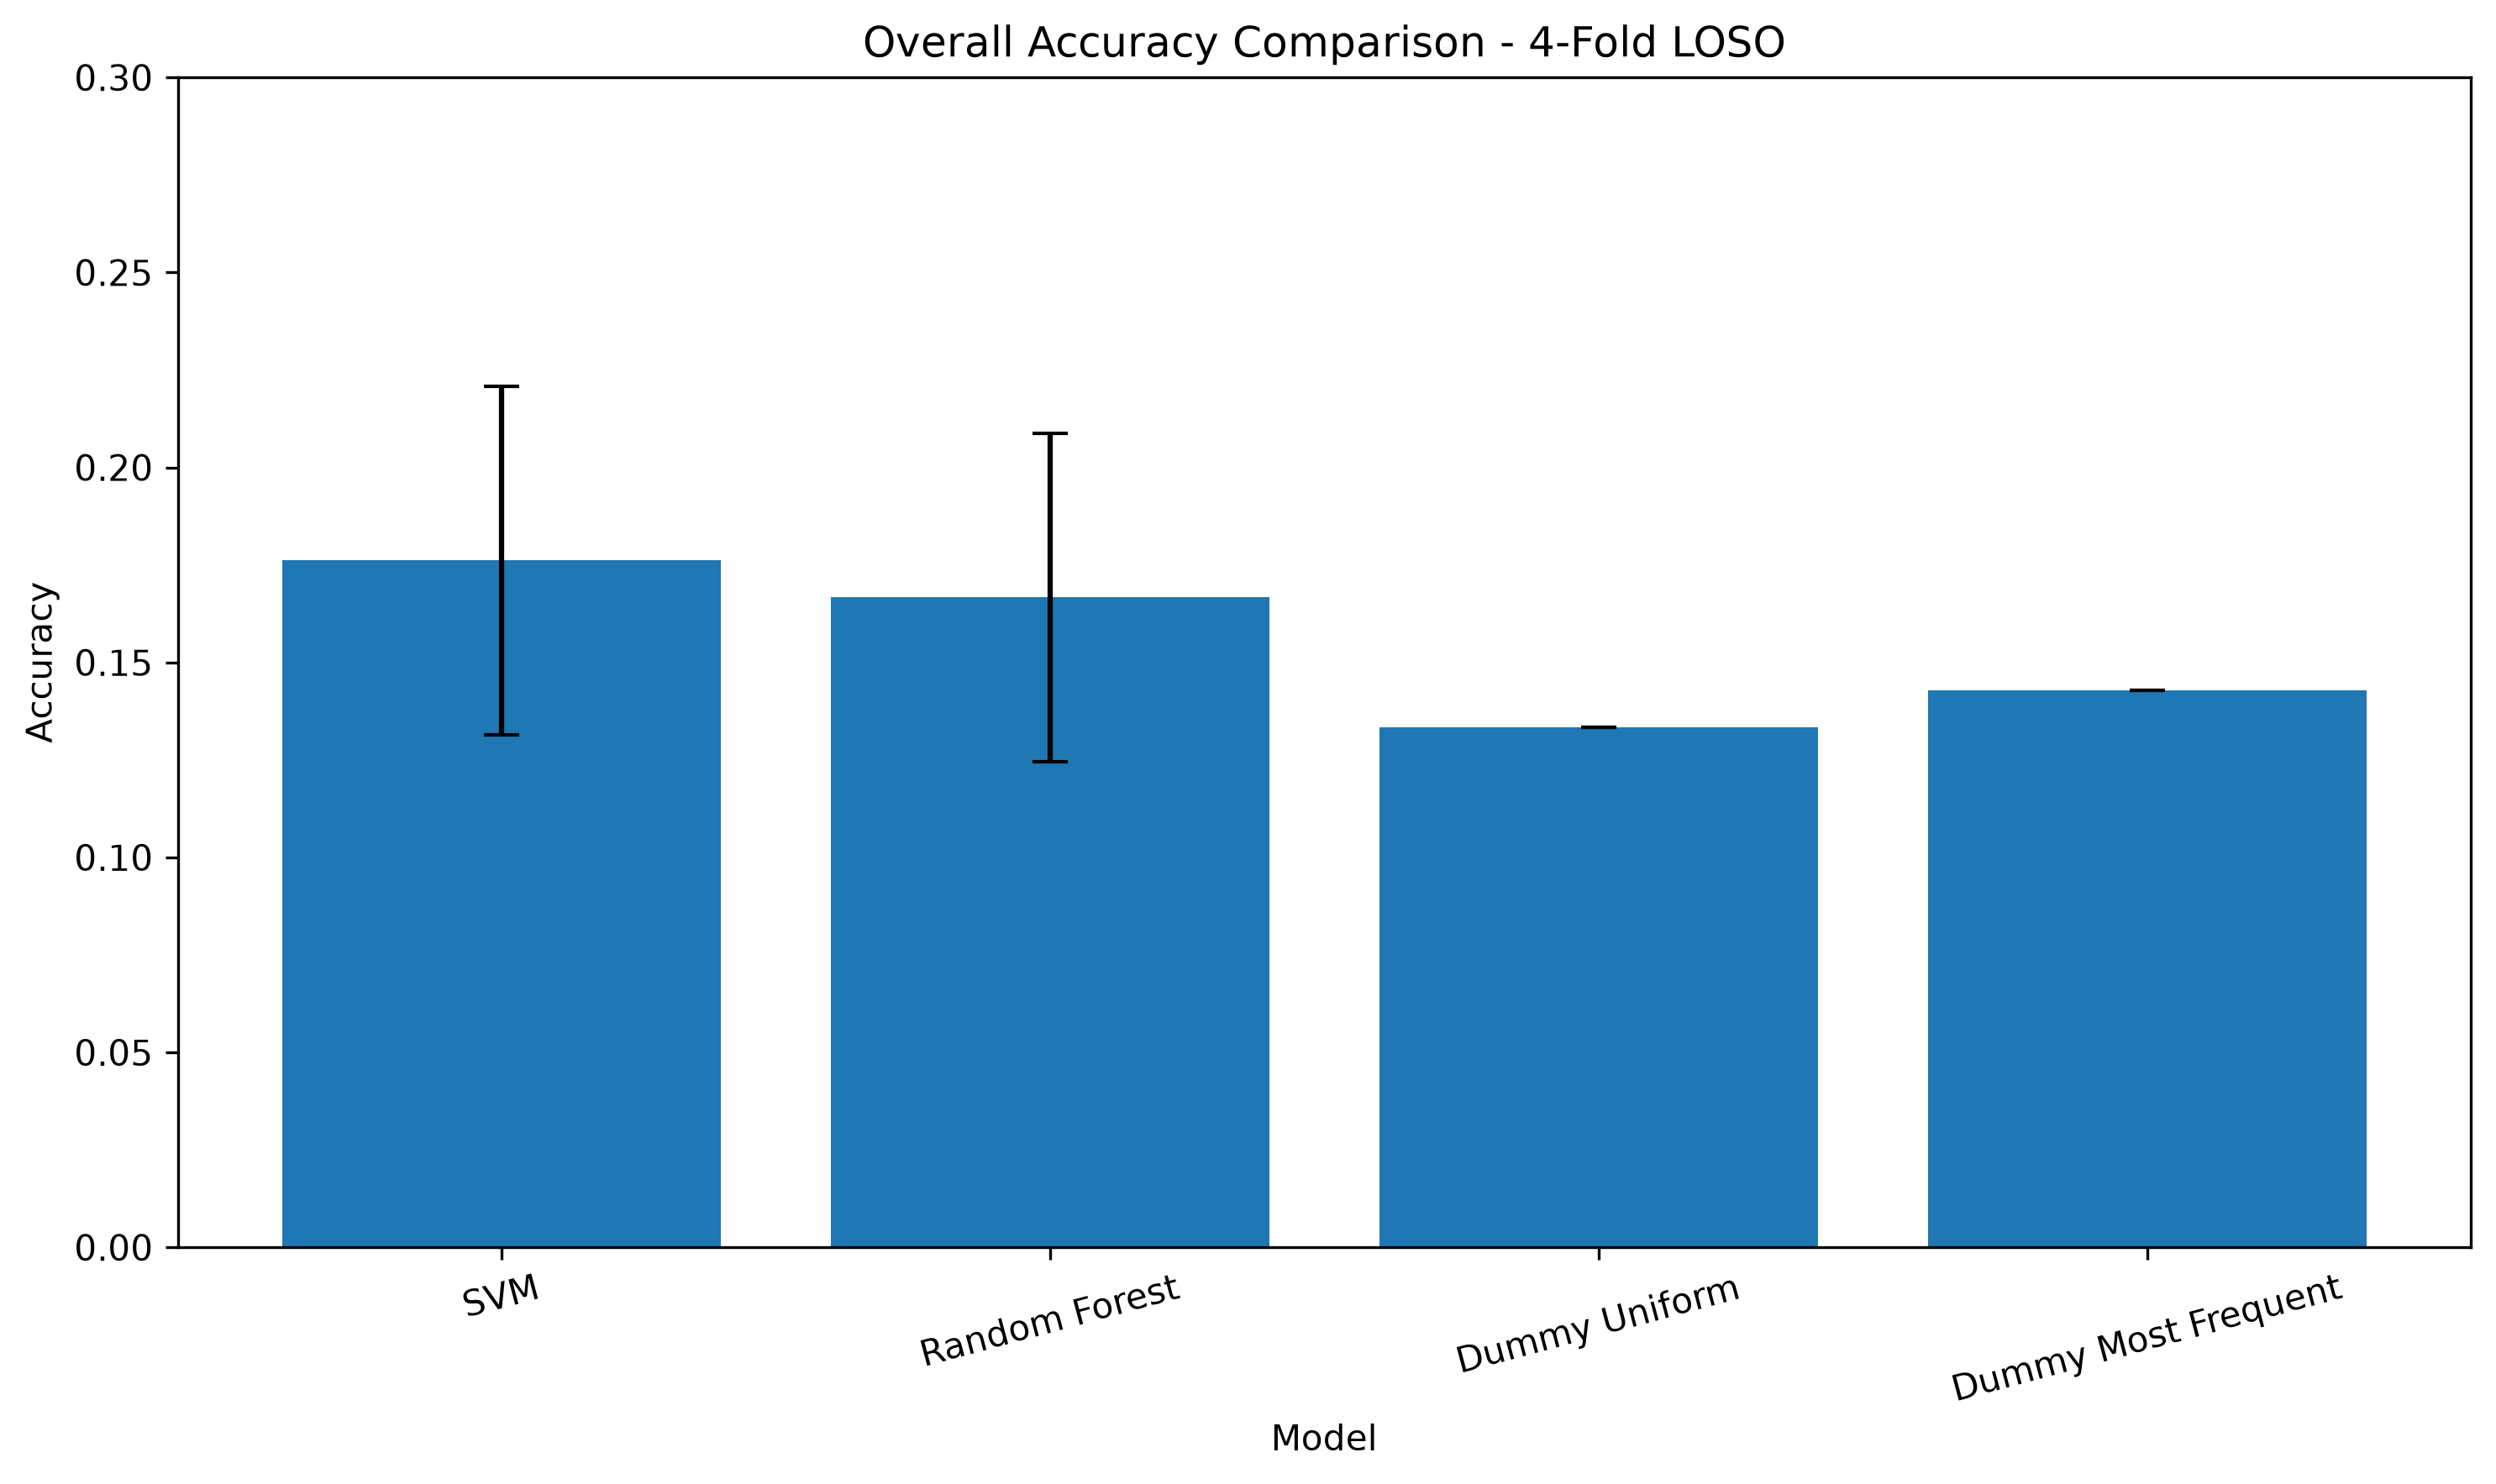 Overall Accuracy Comparison - 4-Fold LOSO
0.30
0.25
0.20
0.15
0.10
0.05
0.00
Accuracy
SVM
Random Forest
Dummy Uniform
Dummy Most Frequent
Model